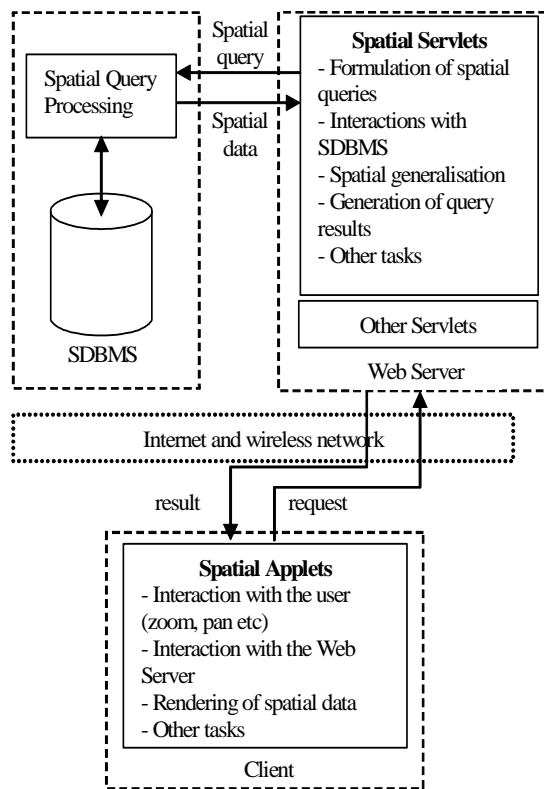 Spatial Query
Processing
SDBMS
Spatial
query
Spatial
data
Spatial Servlets
- Formulation of spatial
queries
- Interactions with
SDBMS
- Spatial generalisation
- Generation of query
results
- Other tasks
Other Servlets
Web Server
Internet and wireless network
result
request
Spatial Applets
- Interaction with the user
(zoom, pan etc)
- Interaction with the Web
Server
- Rendering of spatial data
- Other tasks
Client